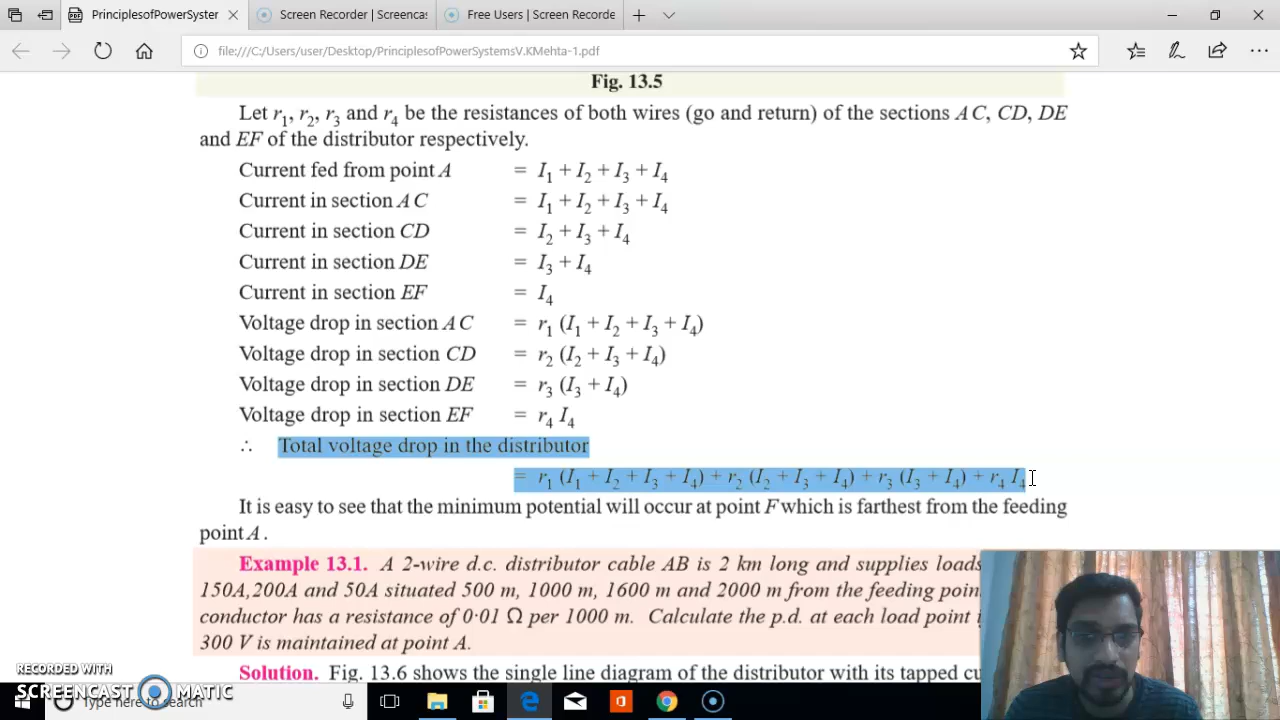 PrinciplesofPowerSystem
Screen Recorder | Screencas
Free Users | Screen Recorde
file:///C:/Users/user/Desktop/PrinciplesofPowerSystemsV.KMehta-1.pdf
Fig. 13.5
Let r1, r2, r3 and r4 be the resistances of both wires (go and return) of the sections AC, CD, DE
and EF of the distributor respectively.
Current fed from point A = I1 + I2 + I3 + I4
Current in section AC = I1 + I2 + I3 + I4
Current in section CD = I2 + I3 + I4
Current in section DE = I3 + I4
Current in section EF = I4
Voltage drop in section AC = r1 (I1 + I2 + I3 + I4)
Voltage drop in section CD = r2 (I2 + I3 + I4)
Voltage drop in section DE = r3 (I3 + I4)
Voltage drop in section EF = r4 I4
∴ Total voltage drop in the distributor
= r1 (I1 + I2 + I3 + I4) + r2 (I2 + I3 + I4) + r3 (I3 + I4) + r4 I4
It is easy to see that the minimum potential will occur at point F which is farthest from the feeding
point A.
Example 13.1. A 2-wire d.c. distributor cable AB is 2 km long and supplies loads
150A,200A and 50A situated 500 m, 1000 m, 1600 m and 2000 m from the feeding poin
conductor has a resistance of 0·01 Ω per 1000 m. Calculate the p.d. at each load point
300 V is maintained at point A.
Solution. Fig. 13.6 shows the single line diagram of the distributor with its tapped cu
RECORDED WITH
SCREENCAST MATIC
Type here to search